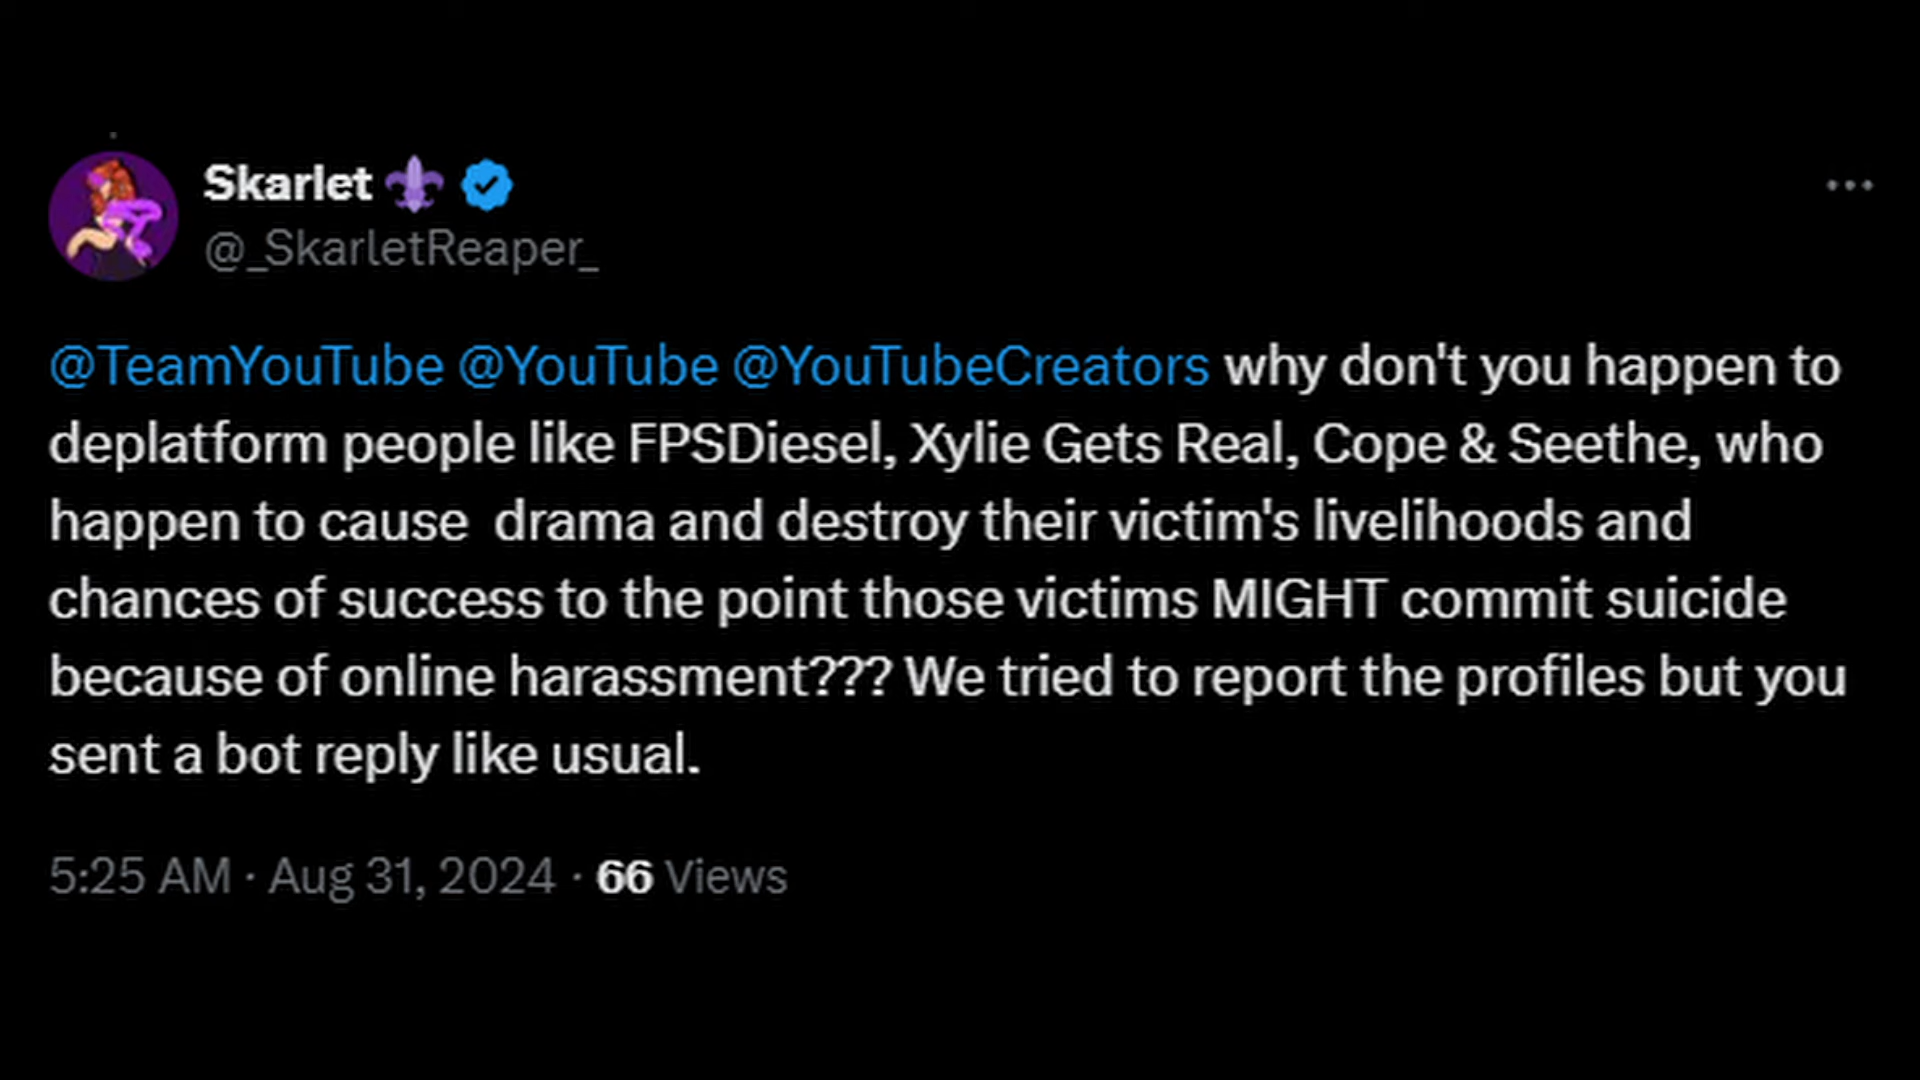 Skarlet ⚜
@_SkarletReaper_
@TeamYouTube @YouTube @YouTubeCreators why don't you happen to
deplatform people like FPSDiesel, Xylie Gets Real, Cope & Seethe, who
happen to cause  drama and destroy their victim's livelihoods and
chances of success to the point those victims MIGHT commit suicide
because of online harassment??? We tried to report the profiles but you
sent a bot reply like usual.
5:25 AM · Aug 31, 2024 · 66 Views